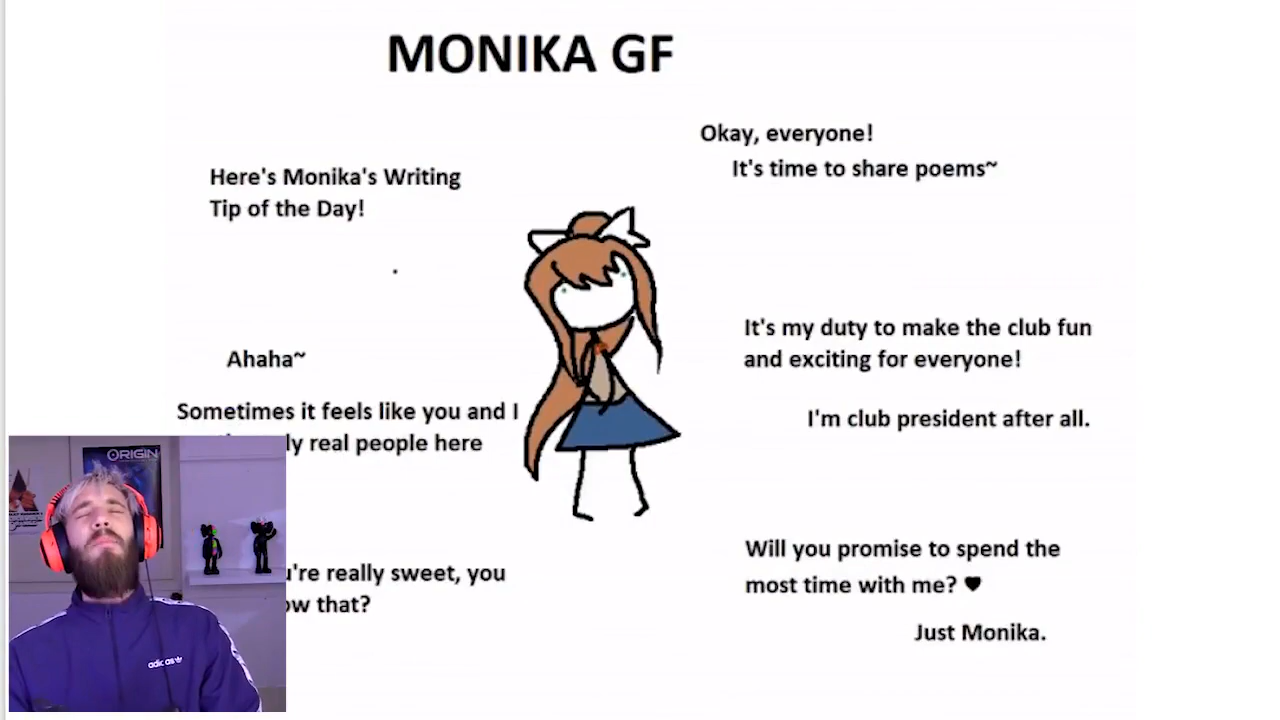 MONIKA GF
Okay, everyone!
It's time to share poems~
Here's Monika's Writing
Tip of the Day!
It's my duty to make the club fun
and exciting for everyone!
Ahaha~
Sometimes it feels like you and I
real people here
I'm club president after all.
ORIGIN
Will you promise to spend the
most time with me? ♥
really sweet, you
that?
Just Monika.
adidas